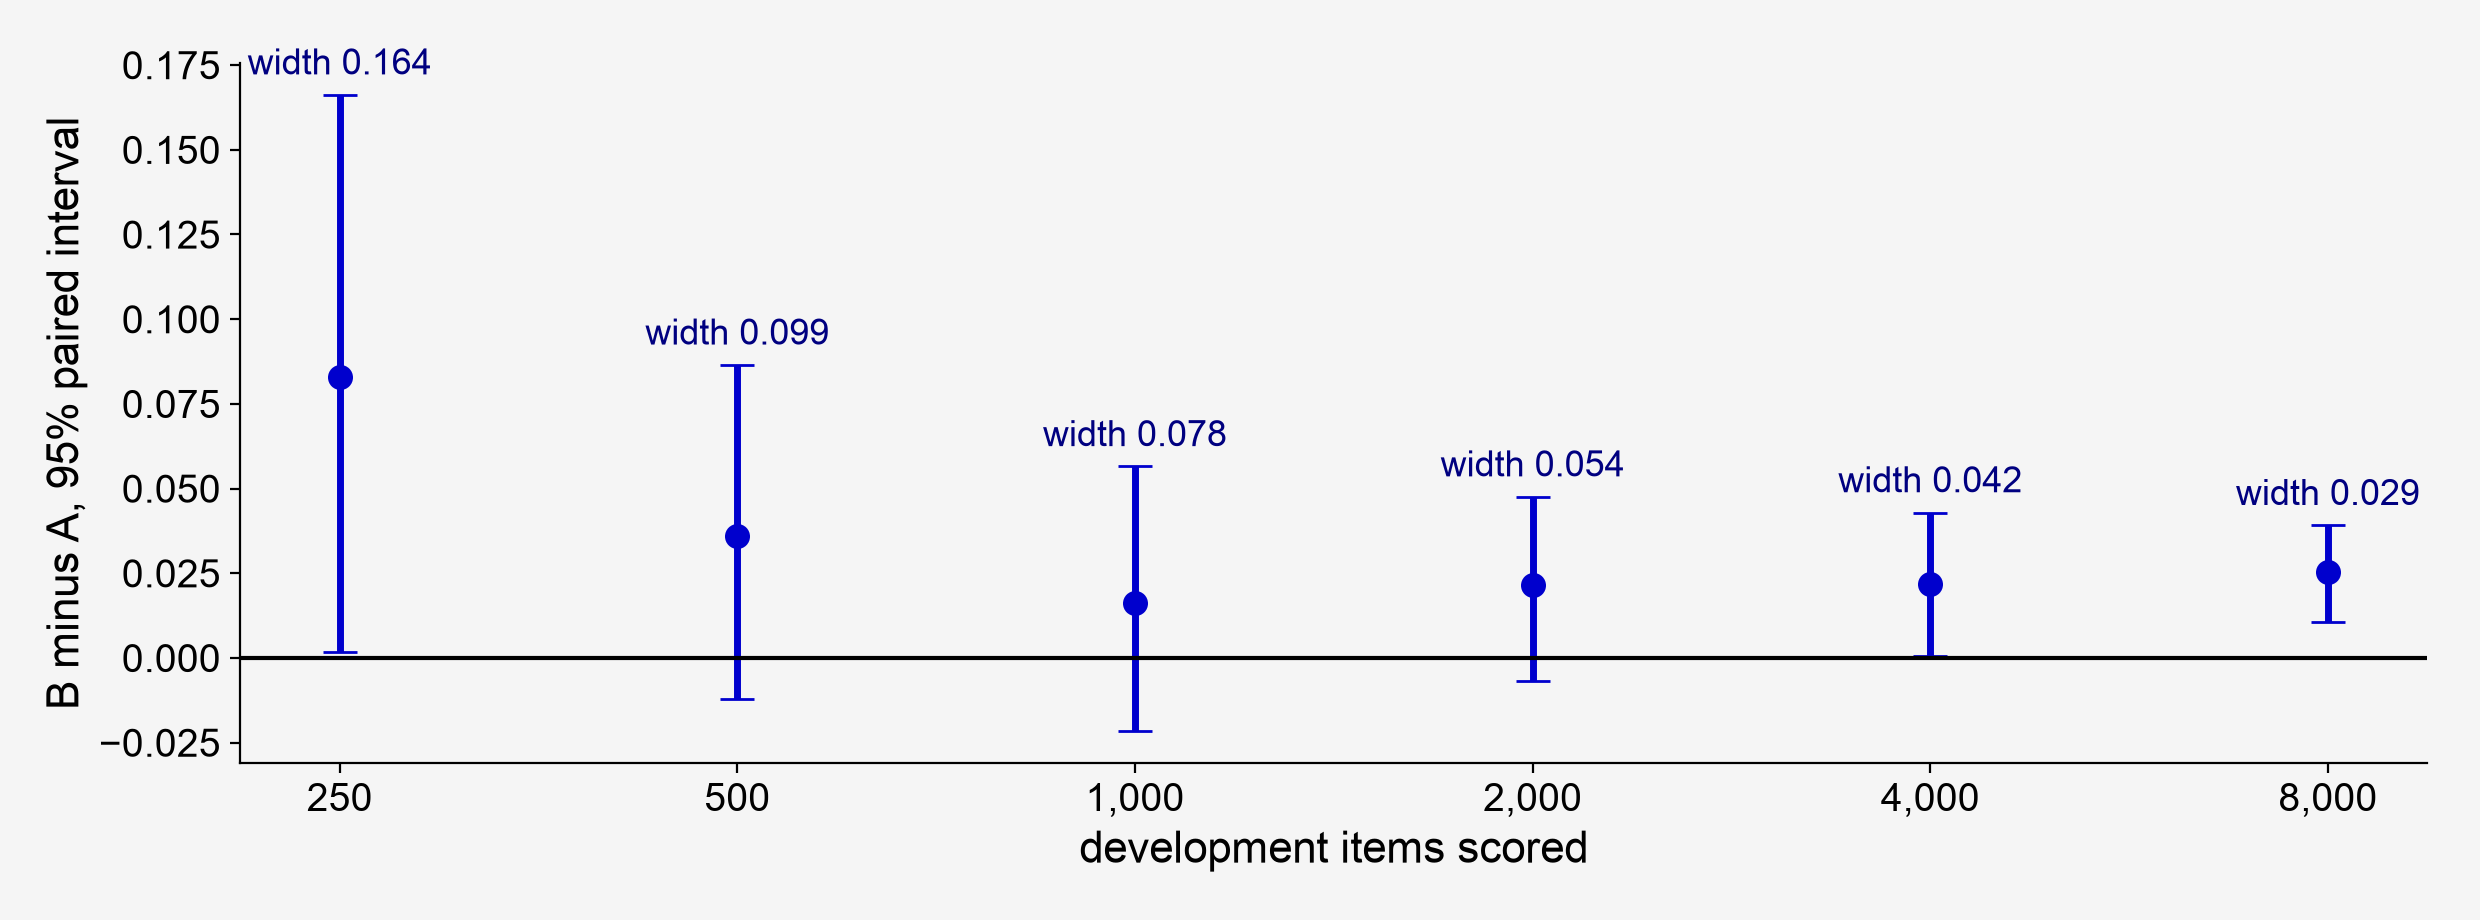 B minus A, 95% paired interval
0.175
0.150
0.125
0.100
0.075
0.050
0.025
0.000
−0.025
width 0.164
width 0.099
width 0.078
width 0.054
width 0.042
width 0.029
250
500
1,000
2,000
4,000
8,000
development items scored